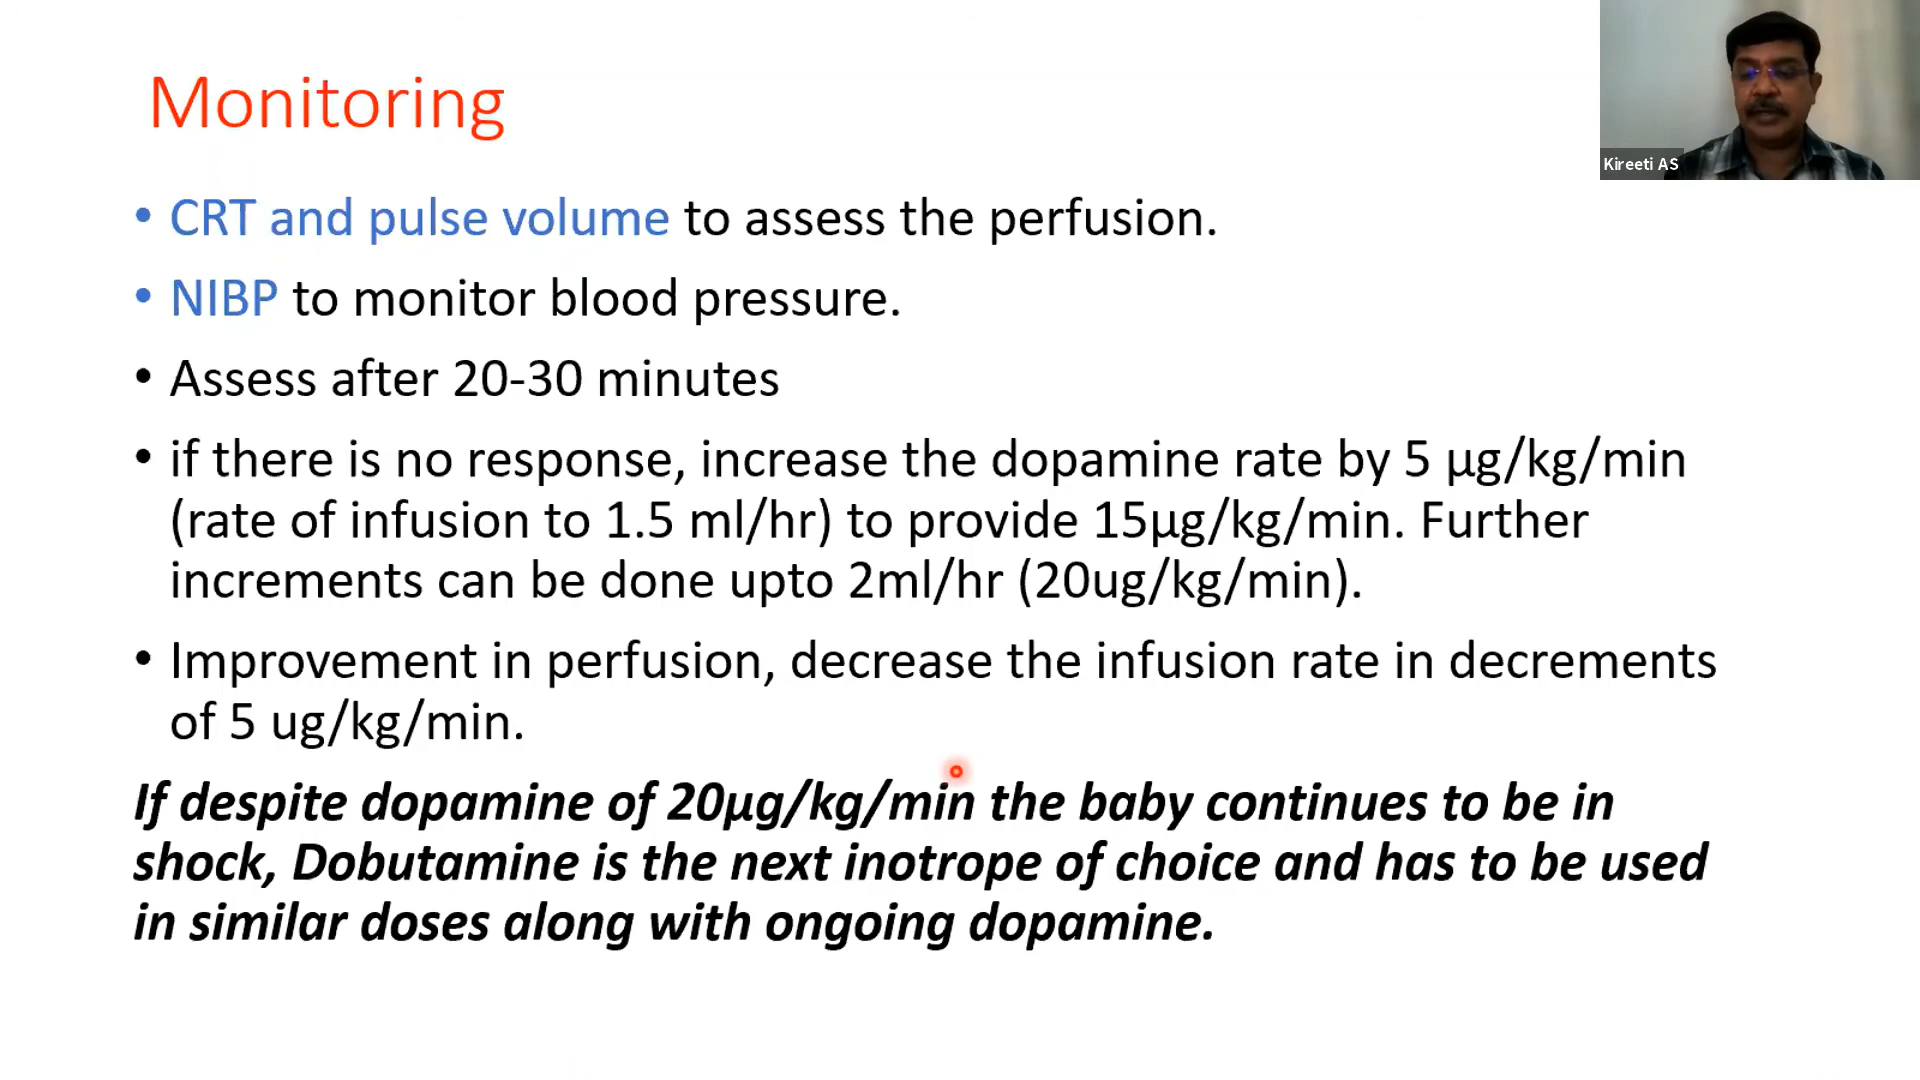 Monitoring
Kireeti AS
• CRT and pulse volume to assess the perfusion.
• NIBP to monitor blood pressure.
• Assess after 20-30 minutes
• if there is no response, increase the dopamine rate by 5 µg/kg/min
(rate of infusion to 1.5 ml/hr) to provide 15µg/kg/min. Further
increments can be done upto 2ml/hr (20ug/kg/min).
• Improvement in perfusion, decrease the infusion rate in decrements
of 5 ug/kg/min.
If despite dopamine of 20µg/kg/min the baby continues to be in
shock, Dobutamine is the next inotrope of choice and has to be used
in similar doses along with ongoing dopamine.